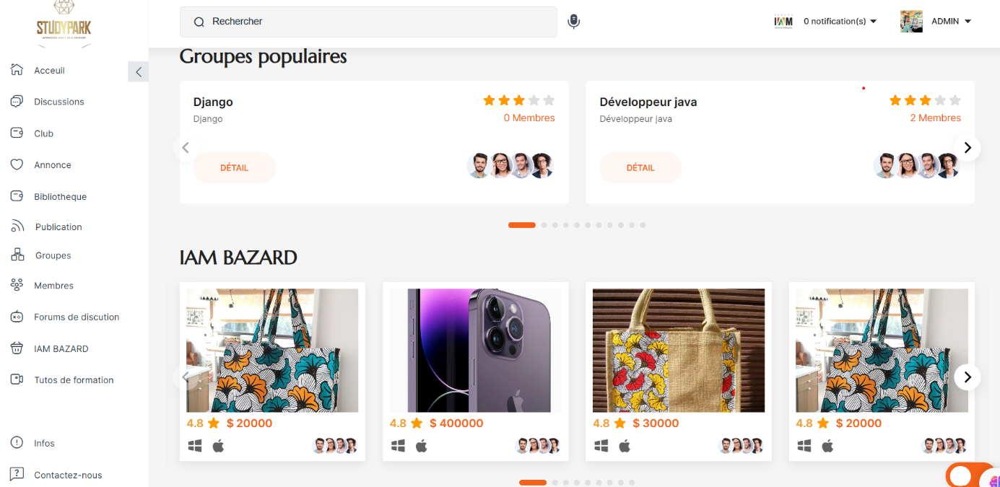 STUDYPARK
Rechercher
IAM
0 notification(s)
ADMIN
Acceuil
Discussions
Club
Annonce
Bibliotheque
Publication
Groupes
Membres
Forums de discution
IAM BAZARD
Tutos de formation
Infos
Contactez-nous
Groupes populaires
Django
Django
0 Membres
DÉTAIL
Développeur java
Développeur java
2 Membres
DÉTAIL
IAM BAZARD
4.8 $ 20000
4.8 $ 400000
4.8 $ 30000
4.8 $ 20000